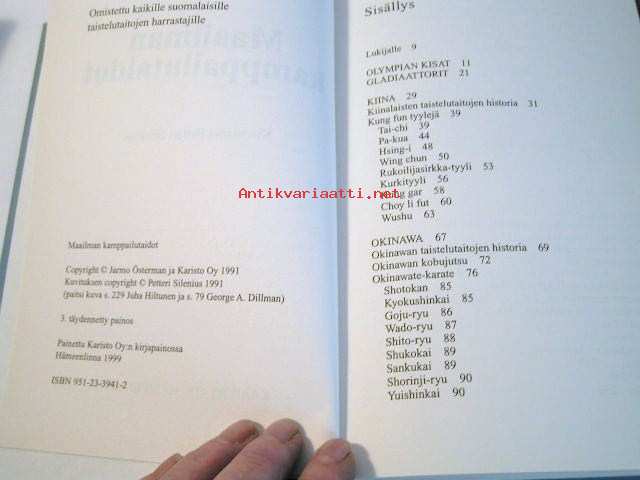 Omistettu kaikille suomalaisille
taistelutaitojen harrastajille
Maailman
kamppailutaidot
Maailman kamppailutaidot
Copyright © Jarmo Österman ja Karisto Oy 1991
Kuvituksen copyright © Petteri Silenius 1991
(paitsi kuva s. 229 Juha Hiltunen ja s. 79 George A. Dillman)
3. täydennetty painos
Painettu Karisto Oy:n kirjapainossa
Hämeenlinna 1999
ISBN 951-23-3941-2
Sisällys
Lukijalle 9
OLYMPIAN KISAT 11
GLADIAATTORIT 21
KIINA 29
Kiinalaisten taistelutaitojen historia 31
Kung fun tyylejä 39
Tai-chi 39
Pa-kua 44
Hsing-i 48
Wing chun 50
Rukoilijasirkka-tyyli 53
Kurkityyli 56
Hung gar 58
Choy li fut 60
Wushu 63
OKINAWA 67
Okinawan taistelutaitojen historia 69
Okinawan kobujutsu 72
Okinawate-karate 76
Shotokan 85
Kyokushinkai 85
Goju-ryu 86
Wado-ryu 87
Shito-ryu 88
Shukokai 89
Sankukai 89
Shorinji-ryu 90
Yuishinkai 90
Antikvariaatti.net